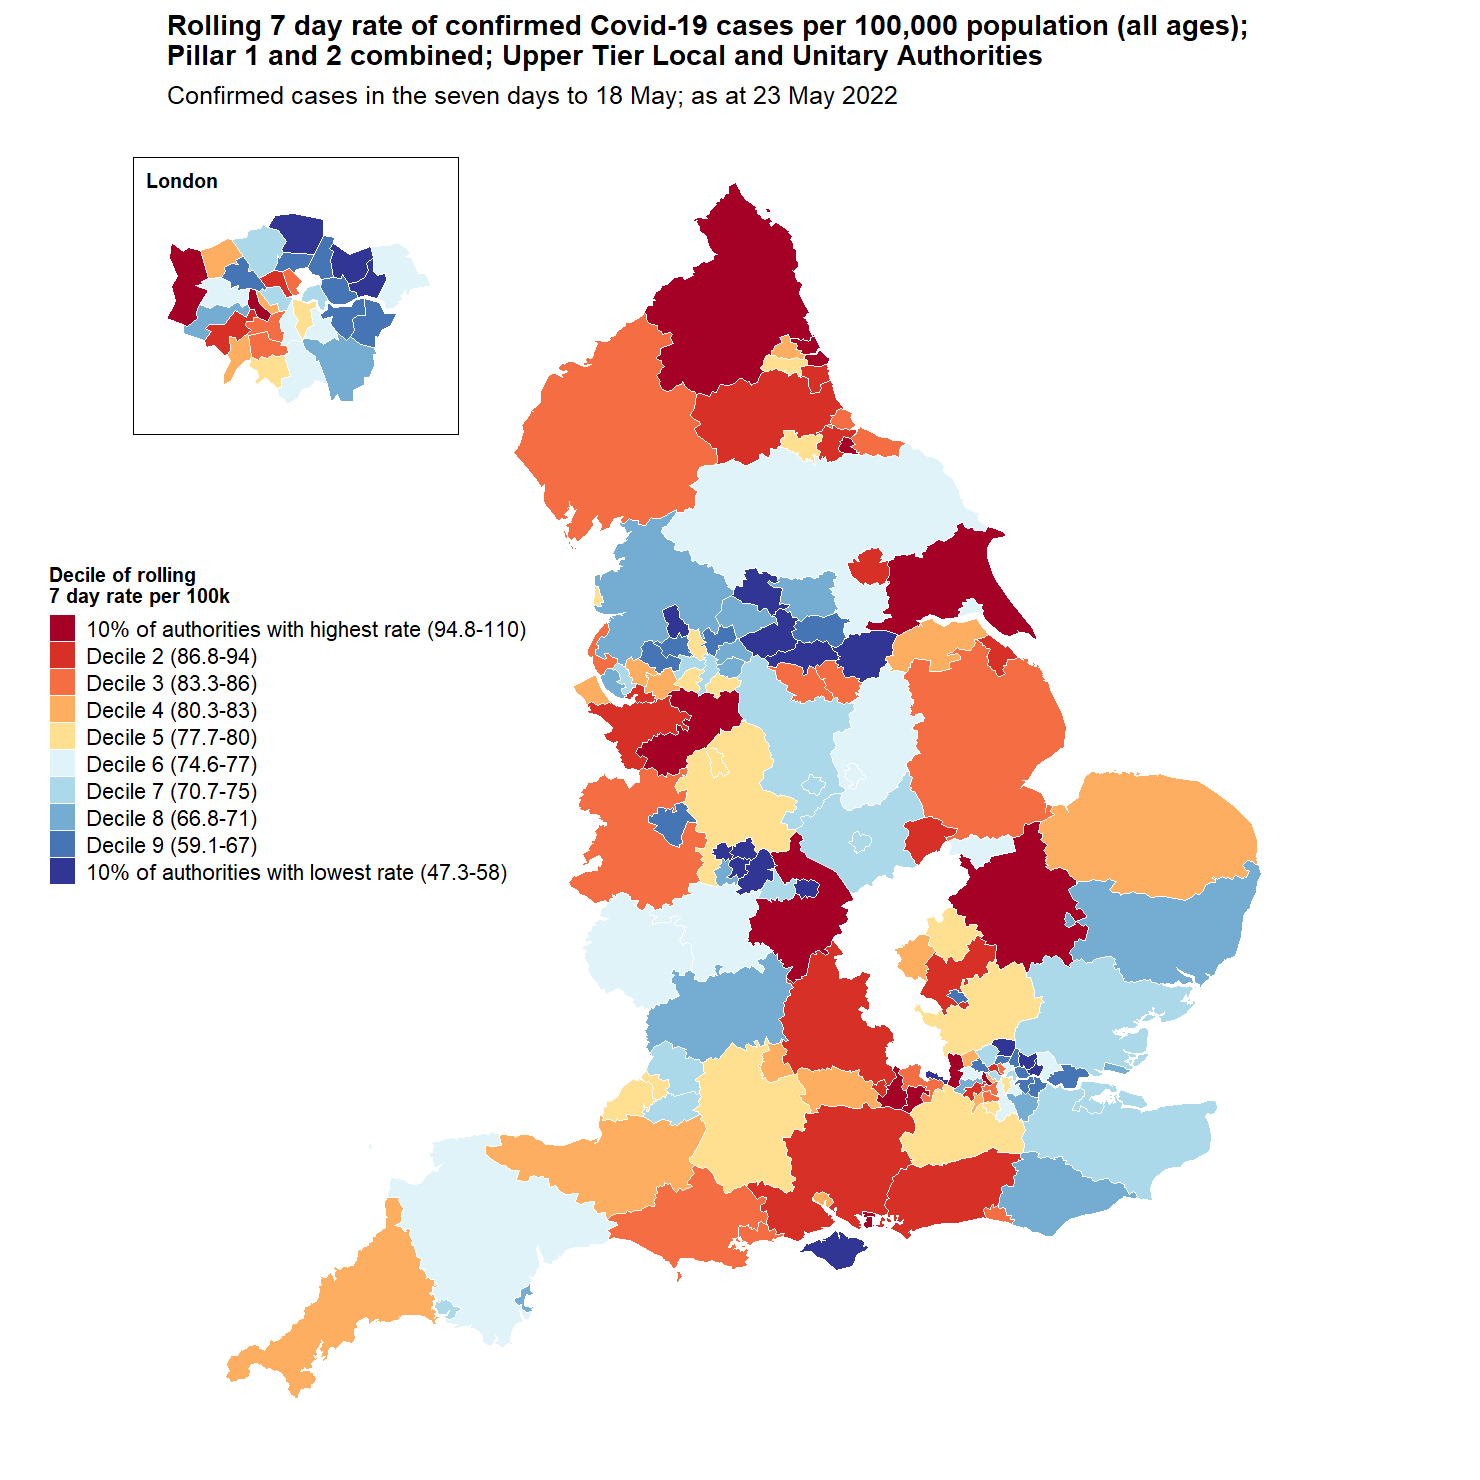 Rolling 7 day rate of confirmed Covid-19 cases per 100,000 population (all ages);
Pillar 1 and 2 combined; Upper Tier Local and Unitary Authorities
Confirmed cases in the seven days to 18 May; as at 23 May 2022
London
Decile of rolling
7 day rate per 100k
10% of authorities with highest rate (94.8-110)
Decile 2 (86.8-94)
Decile 3 (83.3-86)
Decile 4 (80.3-83)
Decile 5 (77.7-80)
Decile 6 (74.6-77)
Decile 7 (70.7-75)
Decile 8 (66.8-71)
Decile 9 (59.1-67)
10% of authorities with lowest rate (47.3-58)